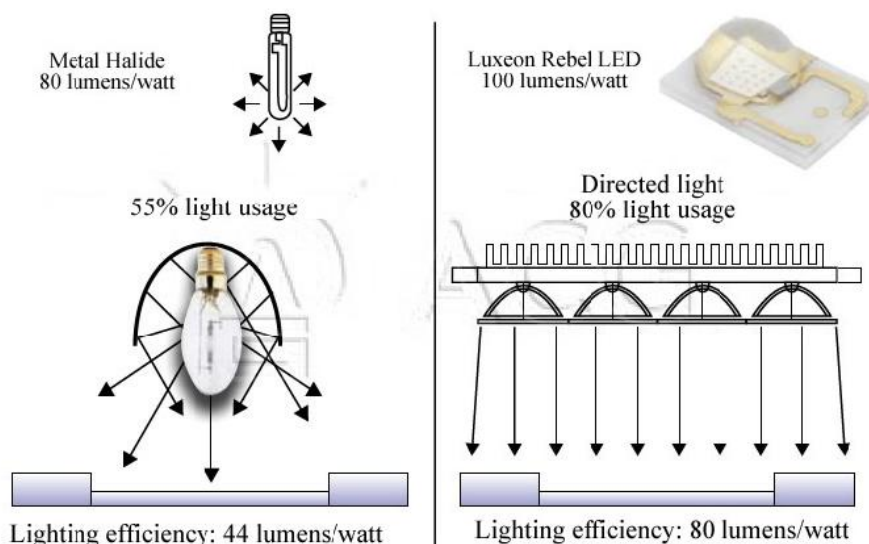 Metal Halide
80 lumens/watt
55% light usage
Lighting efficiency: 44 lumens/watt
Luxeon Rebel LED
100 lumens/watt
Directed light
80% light usage
Lighting efficiency: 80 lumens/watt